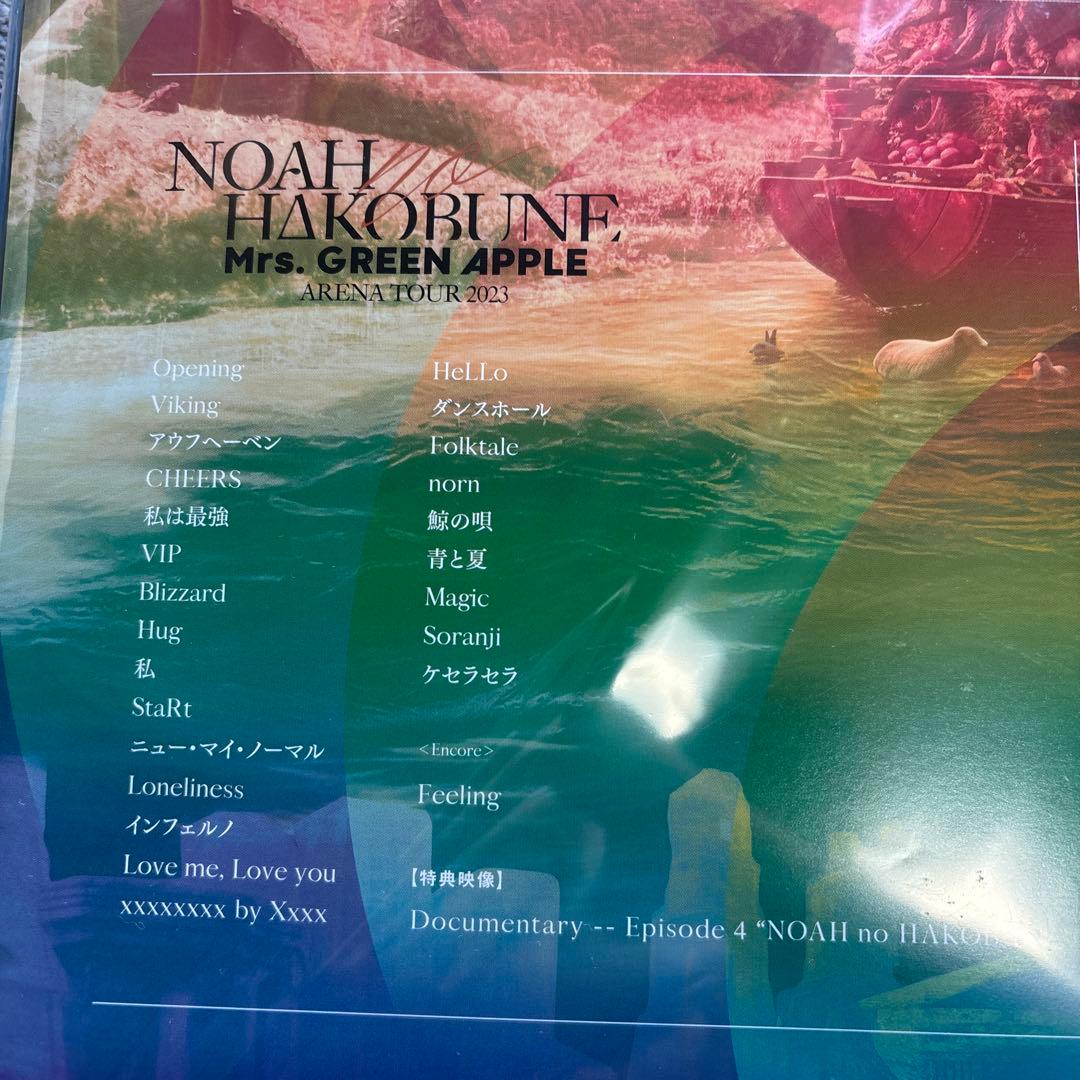 NOAH no
HAKOBUNE
Mrs. GREEN APPLE
ARENA TOUR 2023
Opening
Viking
アウフヘーベン
CHEERS
私は最強
VIP
Blizzard
Hug
私
StaRt
ニュー・マイ・ノーマル
Loneliness
インフェルノ
Love me, Love you
xxxxxxxx by Xxxx
HeLLo
ダンスホール
Folktale
norn
鯨の唄
青と夏
Magic
Soranji
ケセラセラ
<Encore>
Feeling
【特典映像】
Documentary -- Episode 4 “NOAH no